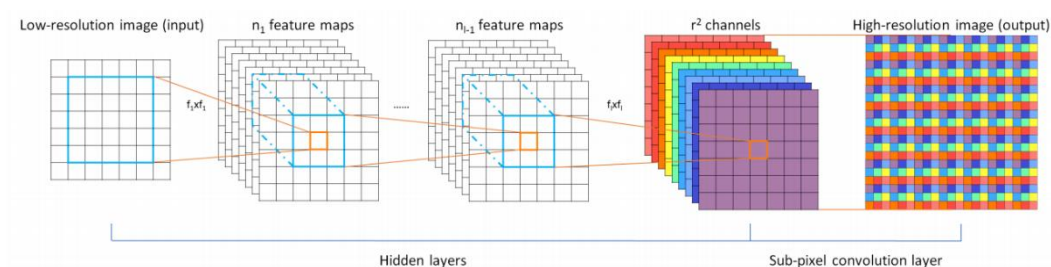 Low-resolution image (input)
n₁ feature maps
nₗ₋₁ feature maps
r² channels
High-resolution image (output)
f₁xf₁
......
fₗxfₗ
Hidden layers
Sub-pixel convolution layer